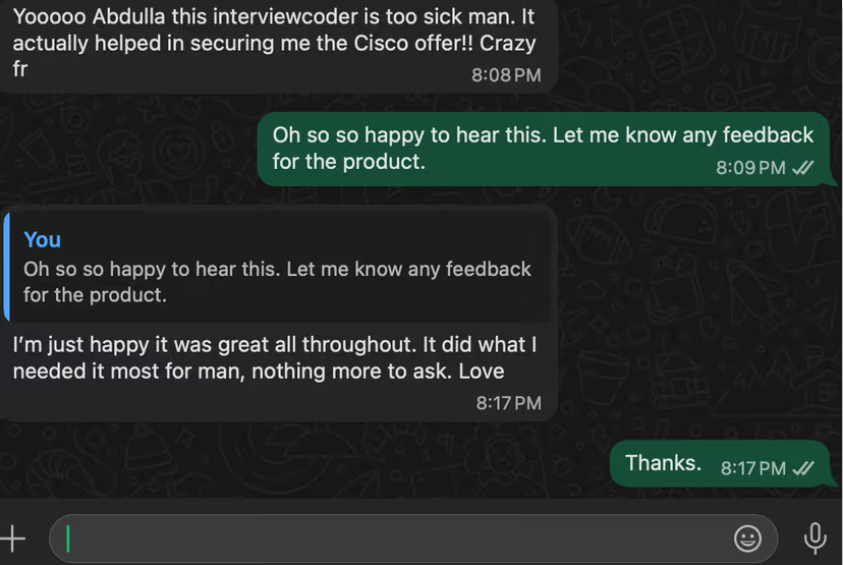 Yooooo Abdulla this interviewcoder is too sick man. It
actually helped in securing me the Cisco offer!! Crazy
fr
8:08 PM
Oh so so happy to hear this. Let me know any feedback
for the product.
8:09 PM
You
Oh so so happy to hear this. Let me know any feedback
for the product.
I’m just happy it was great all throughout. It did what I
needed it most for man, nothing more to ask. Love
8:17 PM
Thanks. 8:17 PM